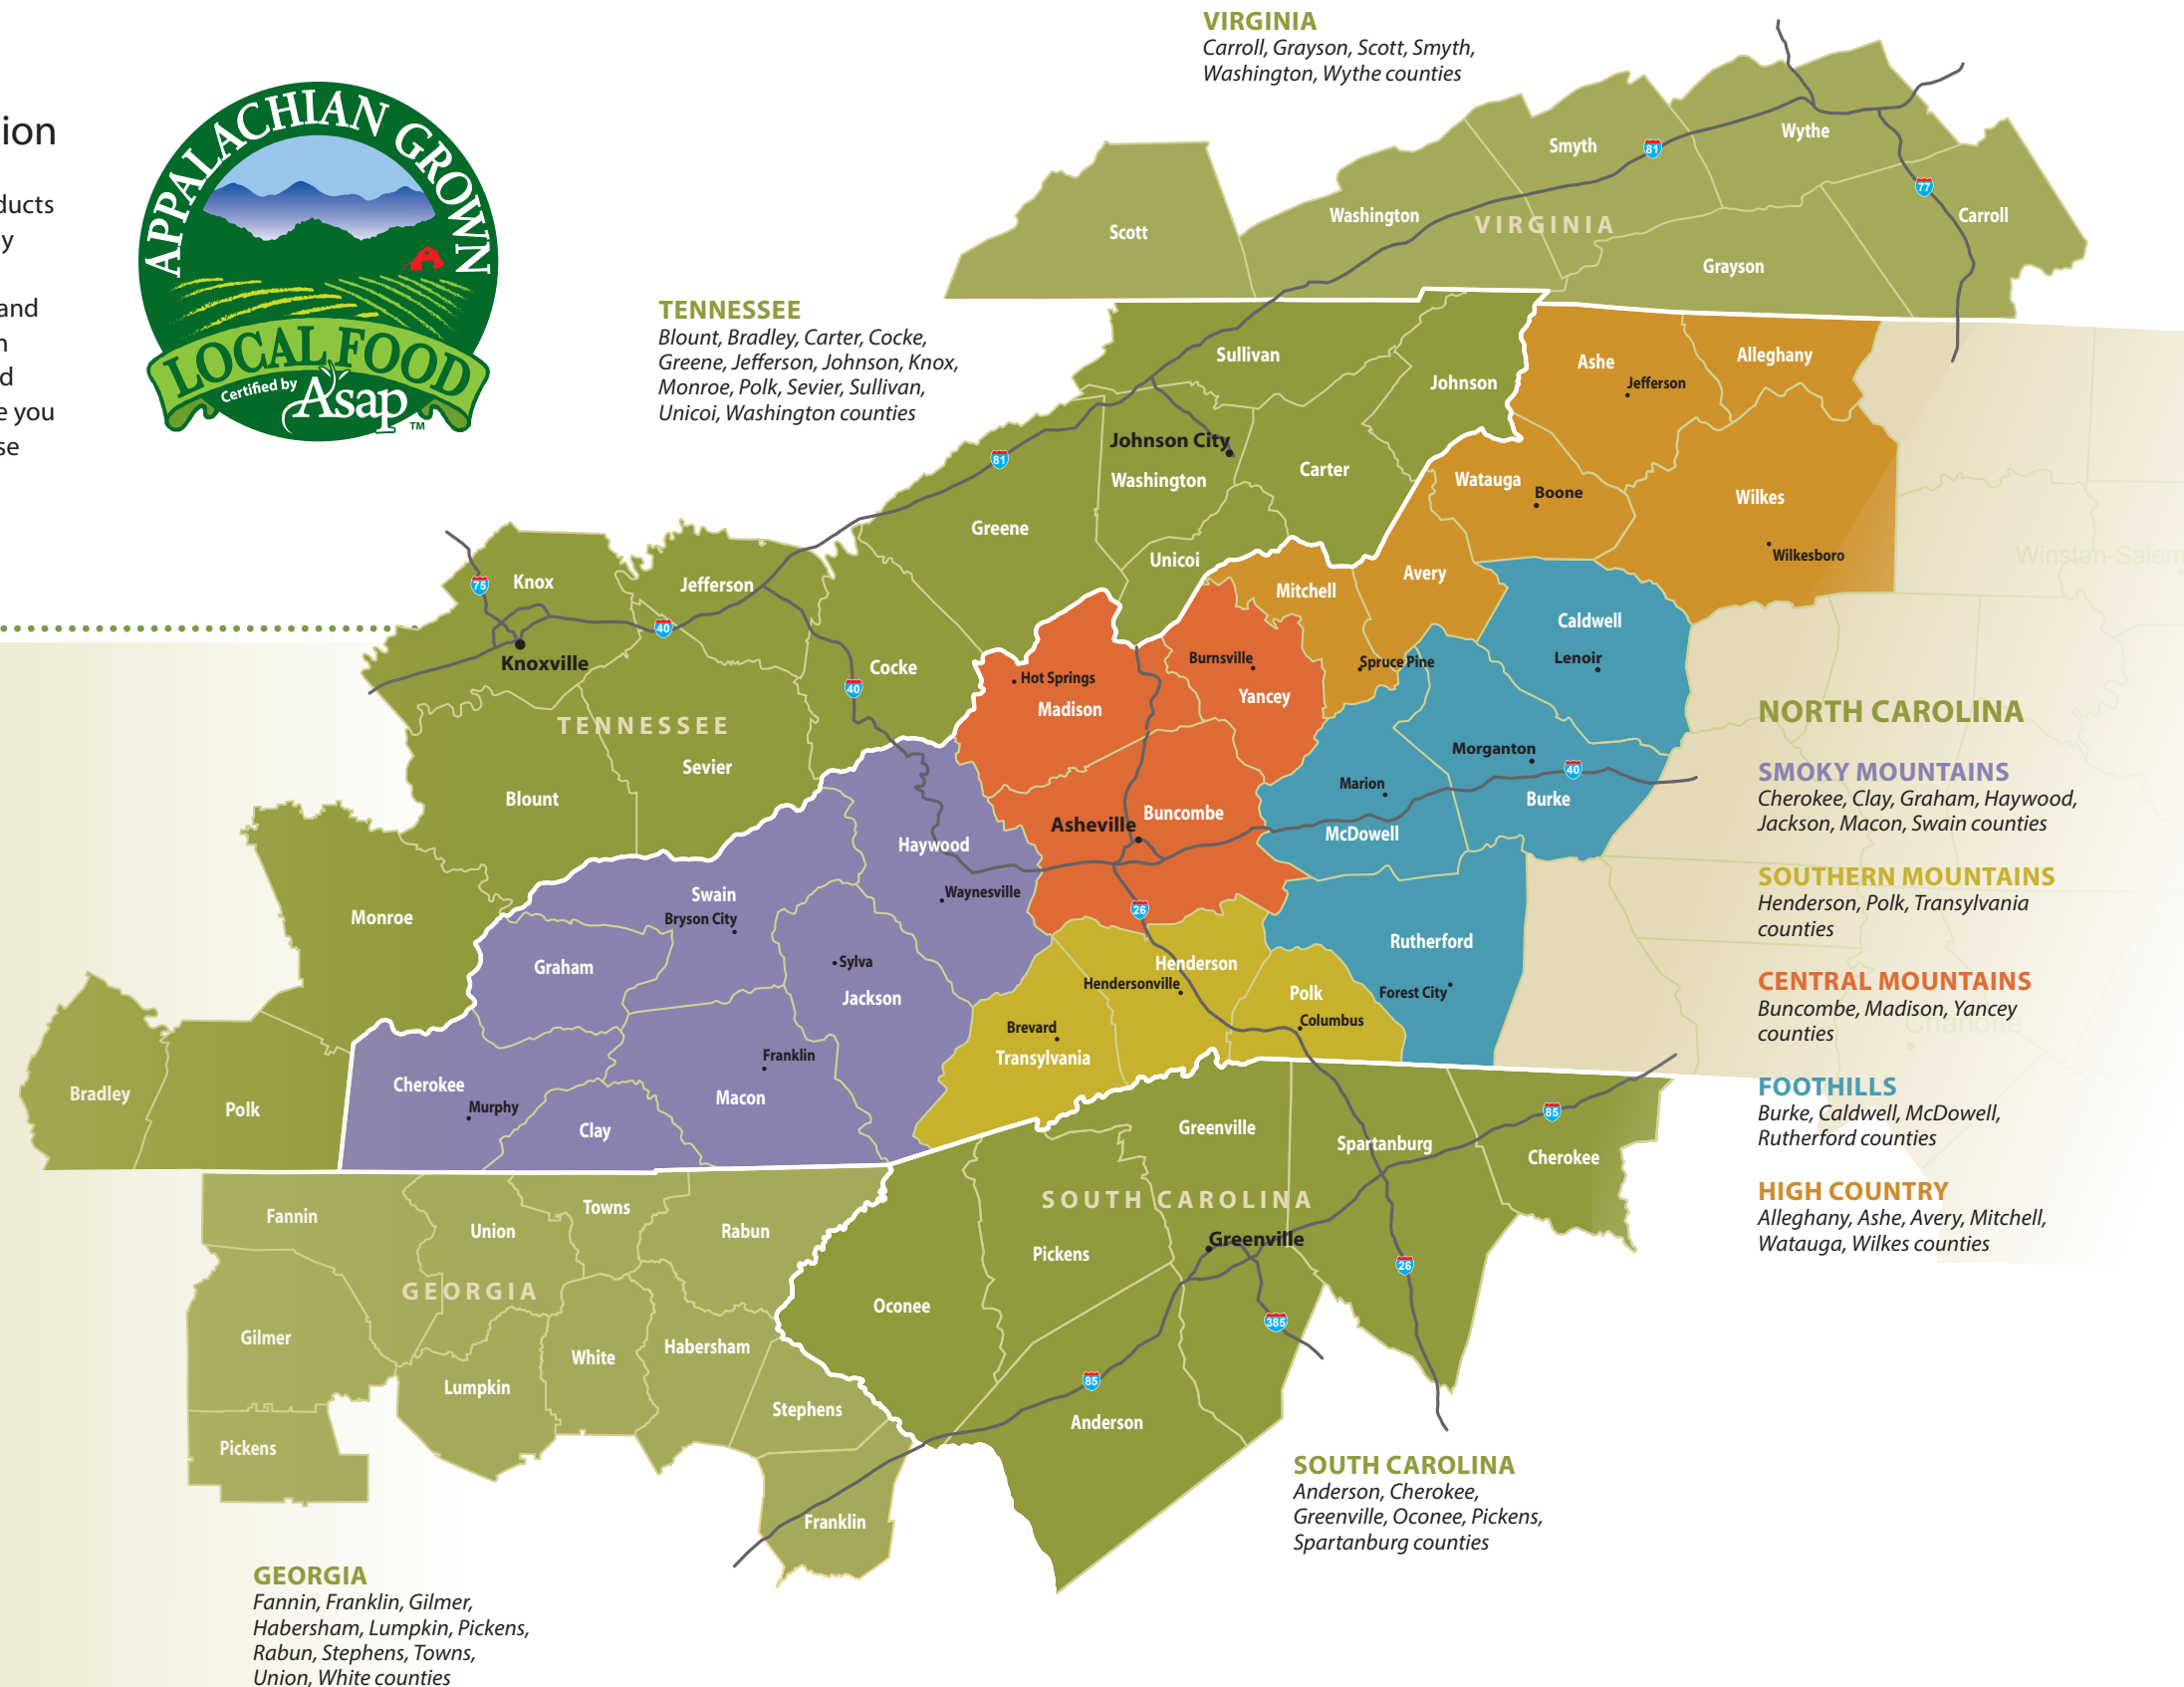 ion
ducts
y
and
n
d
e you
se
APPALACHIAN GROWN
LOCAL FOOD
Certified by
Asap
TM
VIRGINIA
Carroll, Grayson, Scott, Smyth,
Washington, Wythe counties
TENNESSEE
Blount, Bradley, Carter, Cocke,
Greene, Jefferson, Johnson, Knox,
Monroe, Polk, Sevier, Sullivan,
Unicoi, Washington counties
Smyth
81
Wythe
77
Carroll
Washington
VIRGINIA
Scott
Grayson
Sullivan
Johnson
Ashe
Jefferson
Alleghany
Johnson City
81
Washington
Carter
Watauga
Boone
Wilkes
Wilkesboro
Winston-Salem
Greene
Unicoi
Avery
Mitchell
75
Knox
Jefferson
40
Knoxville
Cocke
40
Caldwell
Lenoir
Burnsville
Spruce Pine
Yancey
Hot Springs
Madison
TENNESSEE
Sevier
Blount
Morganton
40
Marion
Burke
McDowell
Buncombe
Asheville
Haywood
Waynesville
Swain
Bryson City
Monroe
26
Graham
Sylva
Jackson
Henderson
Hendersonville
Rutherford
Forest City
Polk
Columbus
Brevard
Transylvania
Charlotte
Franklin
Macon
Cherokee
Murphy
Clay
Bradley
Polk
NORTH CAROLINA
SMOKY MOUNTAINS
Cherokee, Clay, Graham, Haywood,
Jackson, Macon, Swain counties
SOUTHERN MOUNTAINS
Henderson, Polk, Transylvania
counties
CENTRAL MOUNTAINS
Buncombe, Madison, Yancey
counties
FOOTHILLS
Burke, Caldwell, McDowell,
Rutherford counties
HIGH COUNTRY
Alleghany, Ashe, Avery, Mitchell,
Watauga, Wilkes counties
Greenville
Spartanburg
85
Cherokee
SOUTH CAROLINA
Pickens
Greenville
26
Oconee
385
85
Anderson
Fannin
Union
Towns
Rabun
GEORGIA
Gilmer
White
Habersham
Lumpkin
Stephens
Pickens
Franklin
SOUTH CAROLINA
Anderson, Cherokee,
Greenville, Oconee, Pickens,
Spartanburg counties
GEORGIA
Fannin, Franklin, Gilmer,
Habersham, Lumpkin, Pickens,
Rabun, Stephens, Towns,
Union, White counties